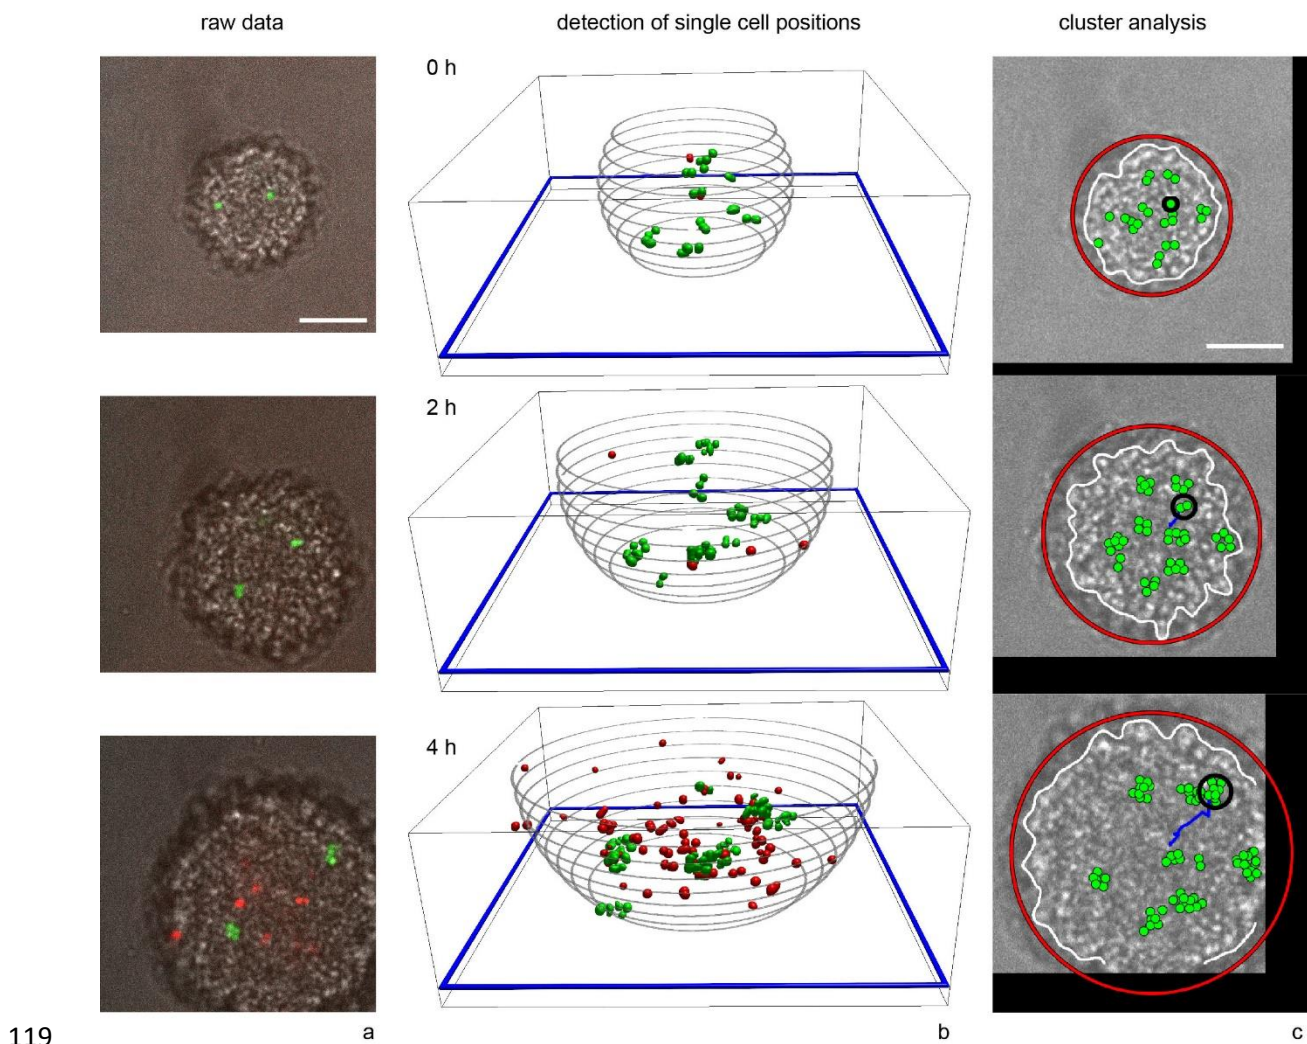 raw data
detection of single cell positions
cluster analysis
0 h
2 h
4 h
119
a
b
c